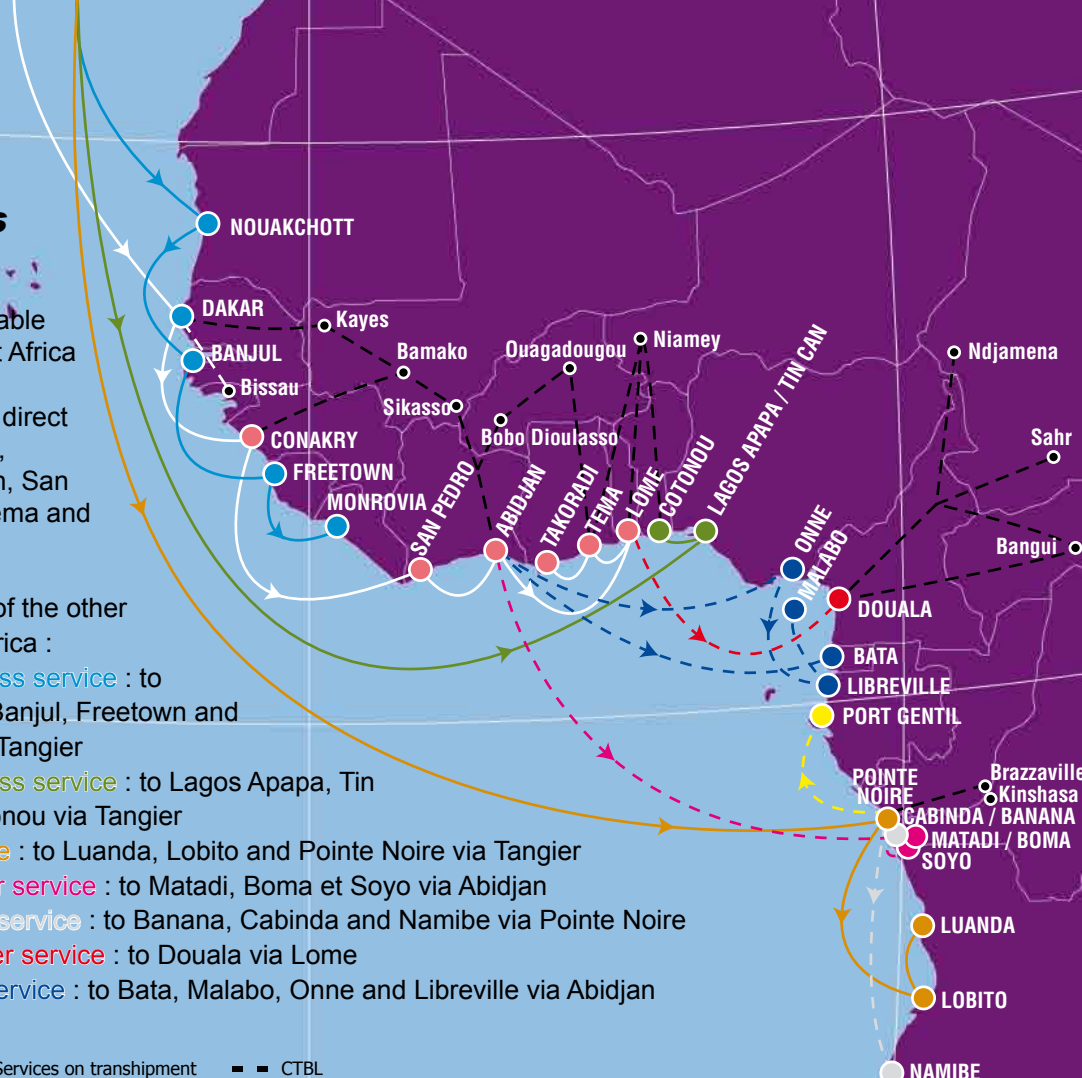 s
able
t Africa
direct
,
n, San
ema and
of the other
rica :
ss service : to
Banjul, Freetown and
Tangier
ss service : to Lagos Apapa, Tin
onou via Tangier
e : to Luanda, Lobito and Pointe Noire via Tangier
r service : to Matadi, Boma et Soyo via Abidjan
service : to Banana, Cabinda and Namibe via Pointe Noire
er service : to Douala via Lome
ervice : to Bata, Malabo, Onne and Libreville via Abidjan
Services on transhipment
CTBL
NOUAKCHOTT
DAKAR
Kayes
BANJUL
Bamako
Ouagadougou
Niamey
Ndjamena
Bissau
Sikasso
Bobo Dioulasso
Sahr
CONAKRY
FREETOWN
MONROVIA
SAN PEDRO
ABIDJAN
TAKORADI
TEMA
LOME
COTONOU
LAGOS APAPA / TIN CAN
ONNE
MALABO
Bangui
DOUALA
BATA
LIBREVILLE
PORT GENTIL
POINTE
NOIRE
Brazzaville
Kinshasa
CABINDA / BANANA
MATADI / BOMA
SOYO
LUANDA
LOBITO
NAMIBE